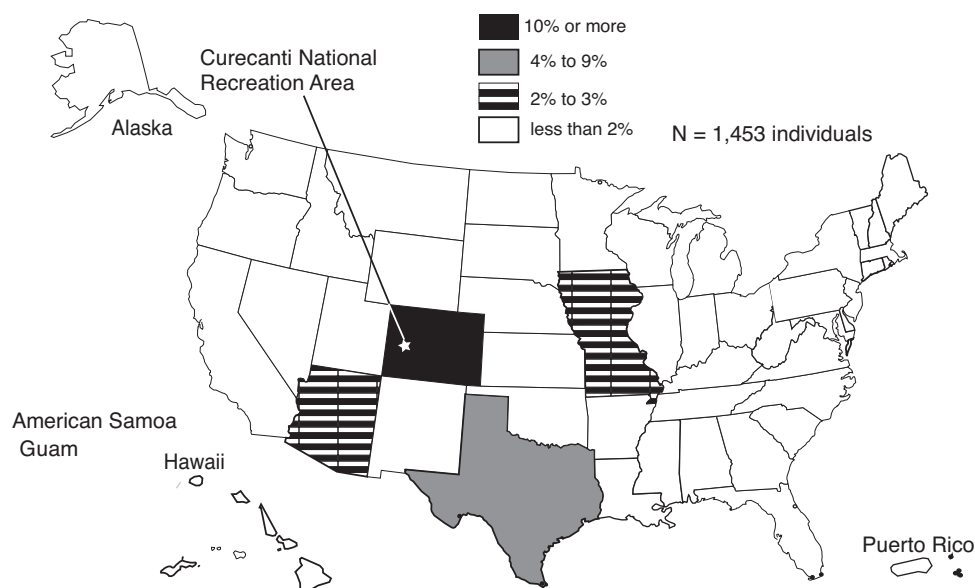 10% or more
Curecanti National
Recreation Area
4% to 9%
2% to 3%
Alaska
less than 2%
N = 1,453 individuals
American Samoa
Guam
Hawaii
Puerto Rico